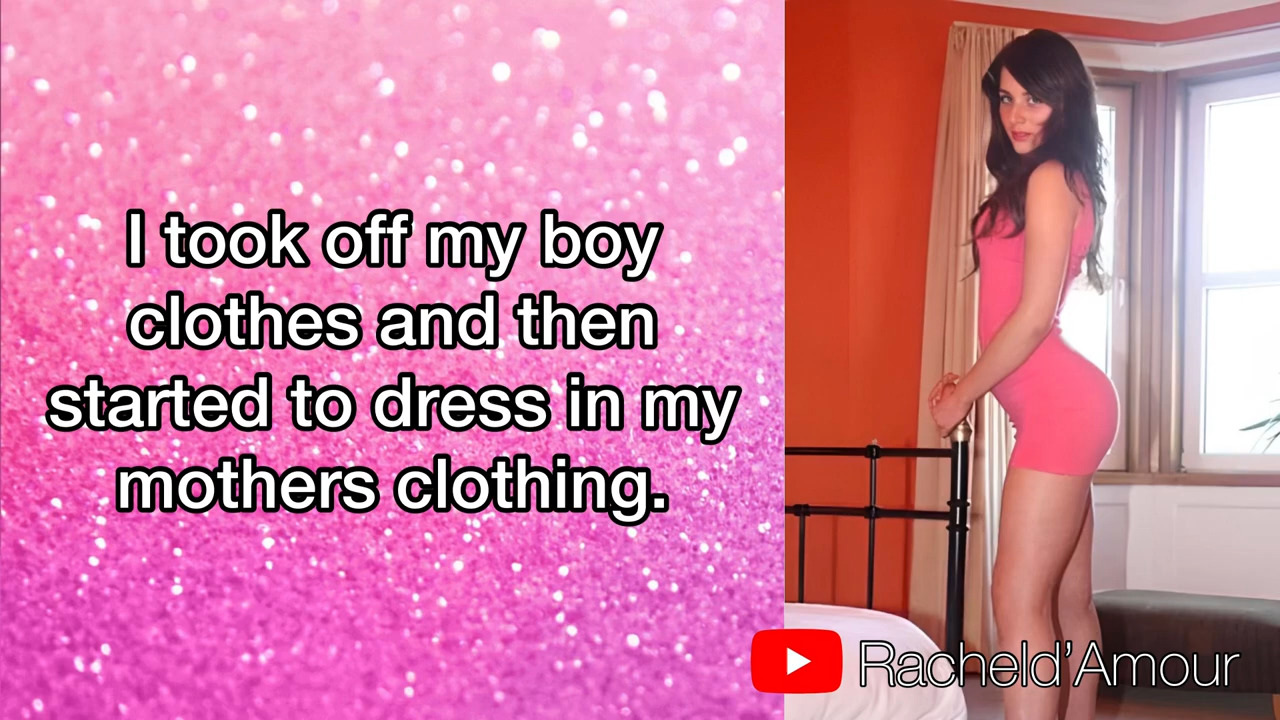 I took off my boy
clothes and then
started to dress in my
mothers clothing.
Racheld’Amour